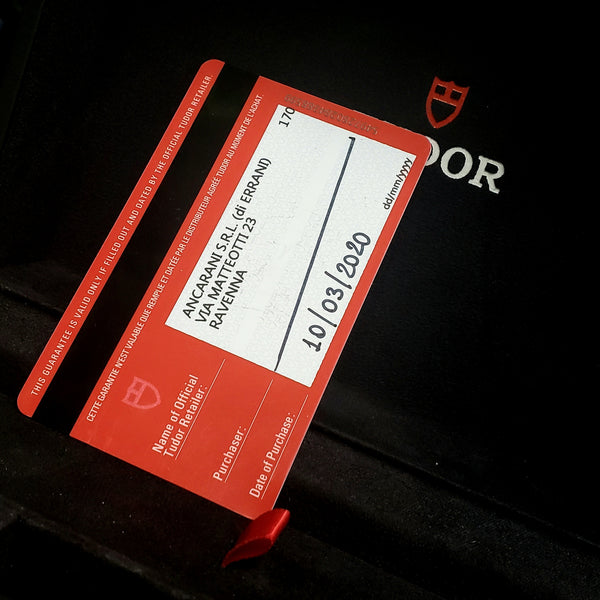 THIS GUARANTEE IS VALID ONLY IF FILLED OUT AND DATED BY THE OFFICIAL TUDOR RETAILER.
CETTE GARANTIE N'EST VALABLE QUE REMPLIE ET DATÉE PAR LE DISTRIBUTEUR AGRÉÉ TUDOR AU MOMENT DE L'ACHAT.
Name of Official
Tudor Retailer:
ANCARANI S.R.L. (di ERRANI)
VIA MATTEOTTI 23
RAVENNA
170
Purchaser:
Date of Purchase:
10/03/2020
dd/mm/yyyy
DOR